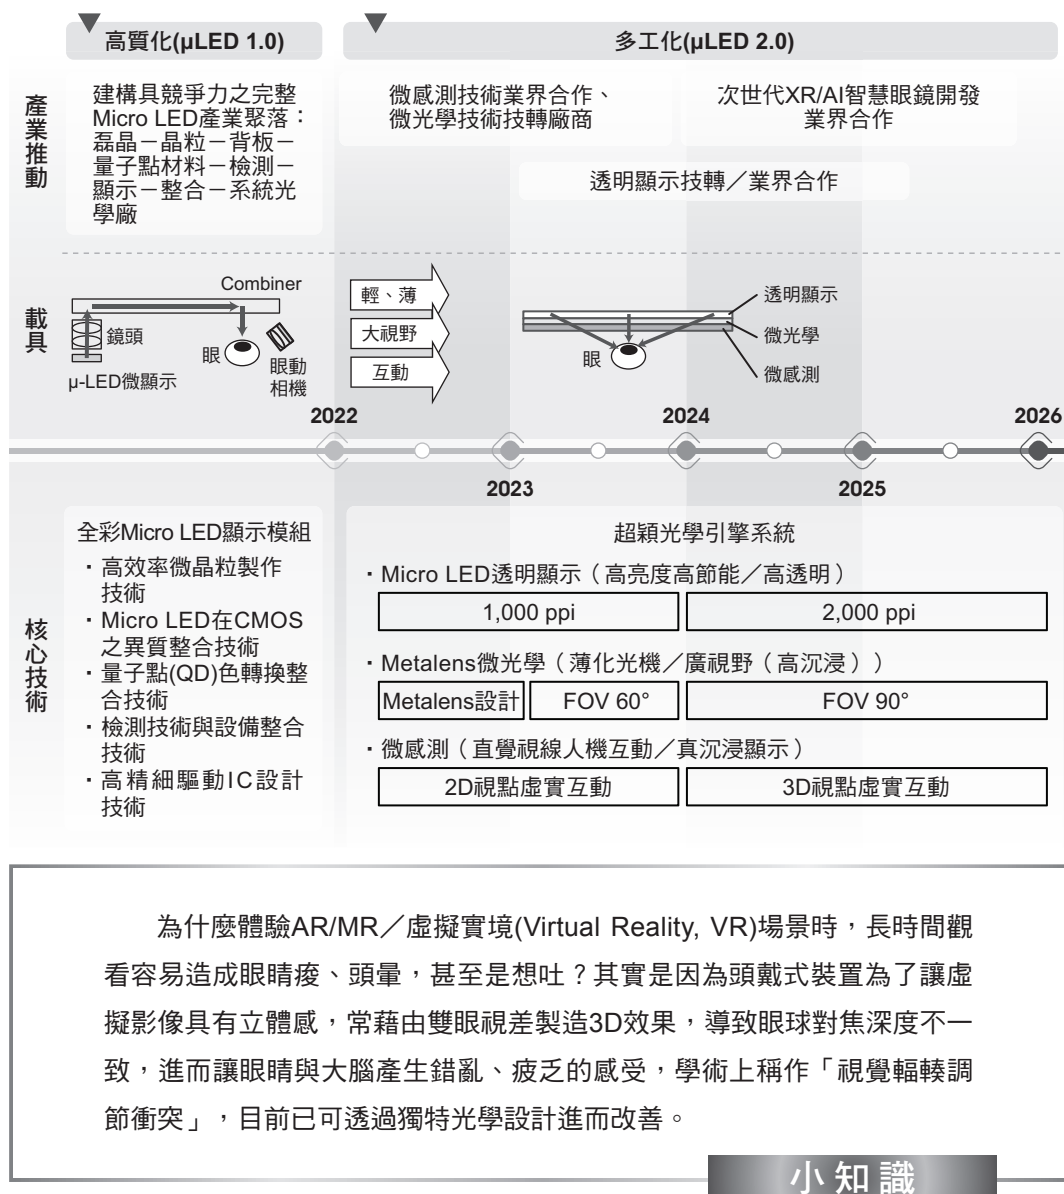 高質化(μLED 1.0)
多工化(μLED 2.0)
產業推動
建構具競爭力之完整
Micro LED產業聚落：
磊晶－晶粒－背板－
量子點材料－檢測－
顯示－整合－系統光
學廠
微感測技術業界合作、
微光學技術技轉廠商
次世代XR/AI智慧眼鏡開發
業界合作
透明顯示技轉／業界合作
載具
Combiner
鏡頭
眼
眼動
相機
μ-LED微顯示
輕、薄
大視野
互動
眼
透明顯示
微光學
微感測
2022
2024
2026
2023
2025
核心技術
全彩Micro LED顯示模組
・高效率微晶粒製作
技術
・Micro LED在CMOS
之異質整合技術
・量子點(QD)色轉換整
合技術
・檢測技術與設備整合
技術
・高精細驅動IC設計
技術
超穎光學引擎系統
・Micro LED透明顯示（高亮度高節能／高透明）
1,000 ppi
2,000 ppi
・Metalens微光學（薄化光機／廣視野（高沉浸））
Metalens設計
FOV 60°
FOV 90°
・微感測（直覺視線人機互動／真沉浸顯示）
2D視點虛實互動
3D視點虛實互動
為什麼體驗AR/MR／虛擬實境(Virtual Reality, VR)場景時，長時間觀
看容易造成眼睛痠、頭暈，甚至是想吐？其實是因為頭戴式裝置為了讓虛
擬影像具有立體感，常藉由雙眼視差製造3D效果，導致眼球對焦深度不一
致，進而讓眼睛與大腦產生錯亂、疲乏的感受，學術上稱作「視覺輻輳調
節衝突」，目前已可透過獨特光學設計進而改善。
小知識